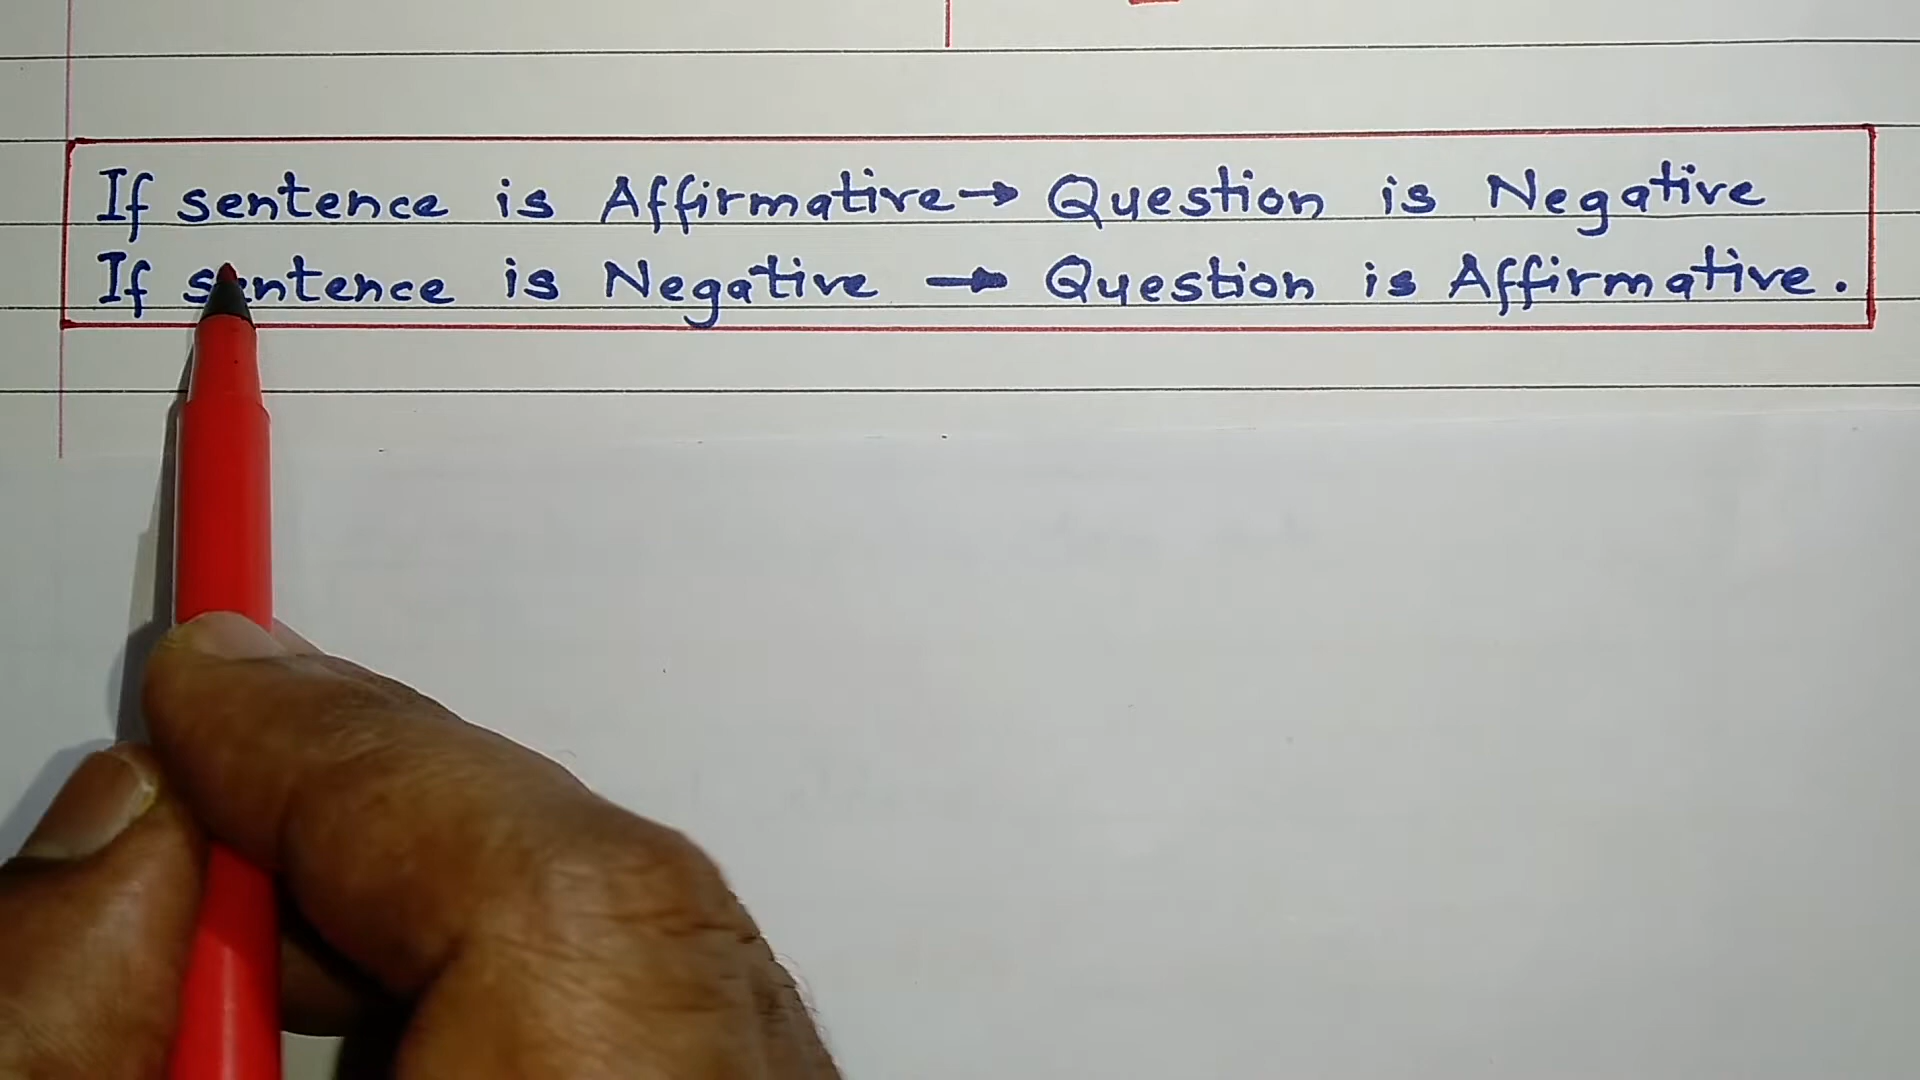 If sentence is Affirmative → Question is Negative
If sentence is Negative → Question is Affirmative.